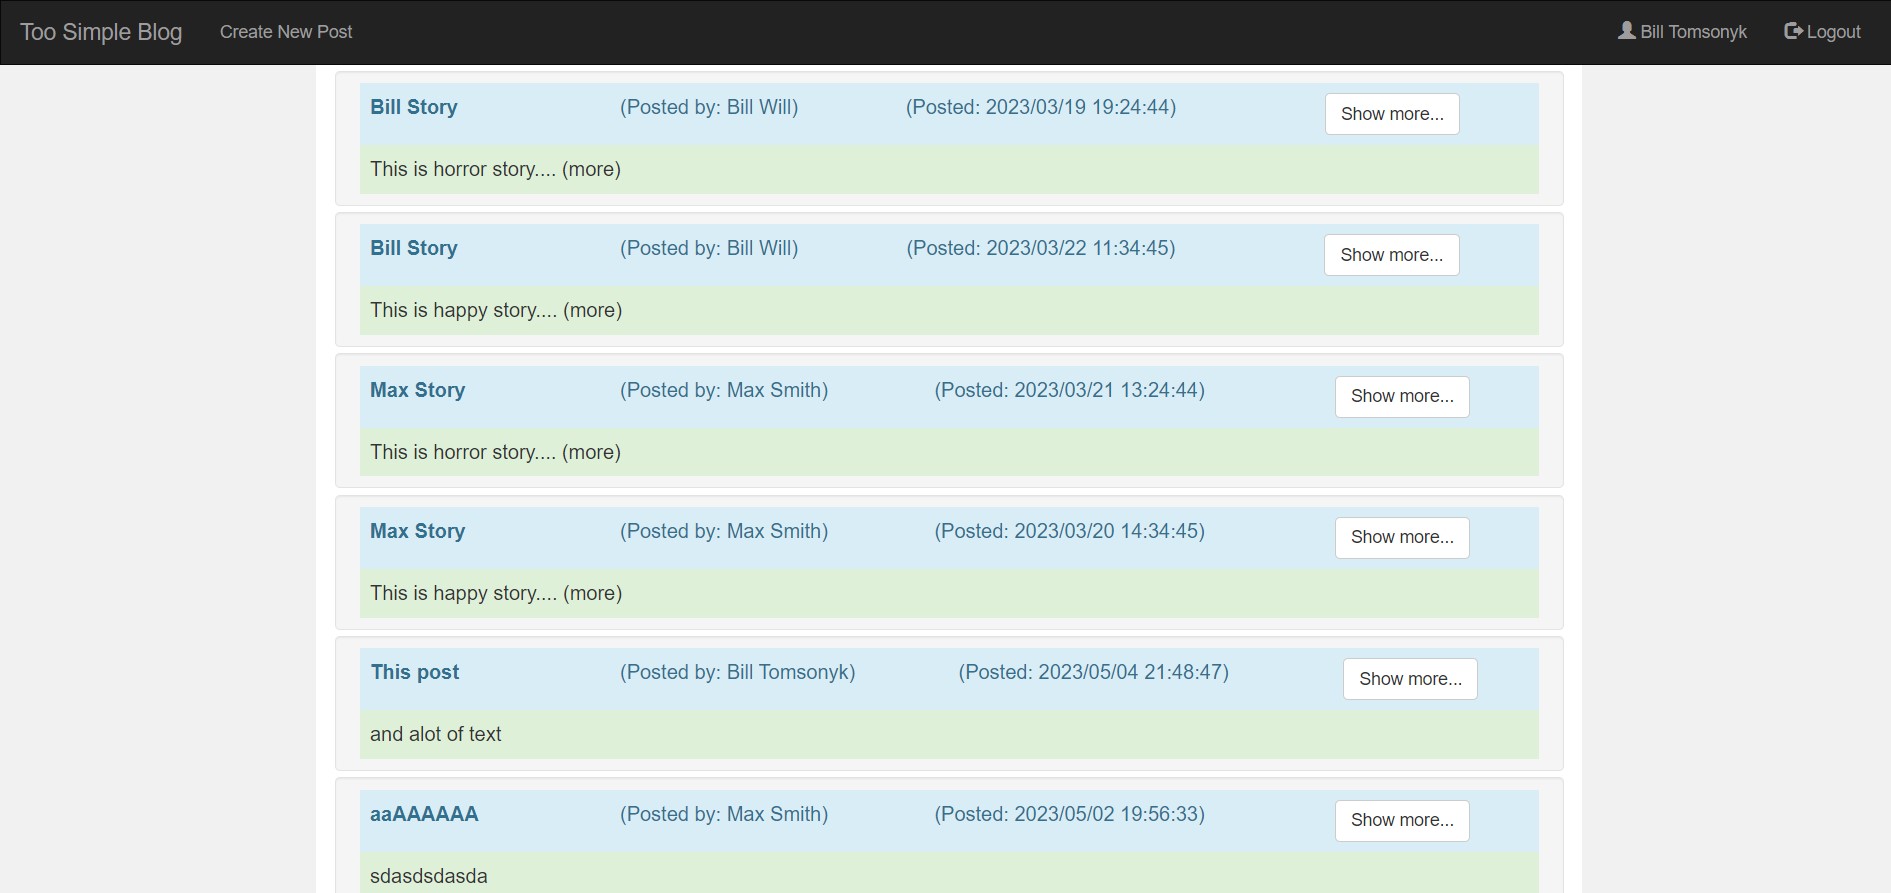 Too Simple Blog Create New Post Bill Tomsonyk Logout
Bill Story (Posted by: Bill Will) (Posted: 2023/03/19 19:24:44) Show more...
This is horror story.... (more)
Bill Story (Posted by: Bill Will) (Posted: 2023/03/22 11:34:45) Show more...
This is happy story.... (more)
Max Story (Posted by: Max Smith) (Posted: 2023/03/21 13:24:44) Show more...
This is horror story.... (more)
Max Story (Posted by: Max Smith) (Posted: 2023/03/20 14:34:45) Show more...
This is happy story.... (more)
This post (Posted by: Bill Tomsonyk) (Posted: 2023/05/04 21:48:47) Show more...
and alot of text
aaAAAAAA (Posted by: Max Smith) (Posted: 2023/05/02 19:56:33) Show more...
sdasdsdasda